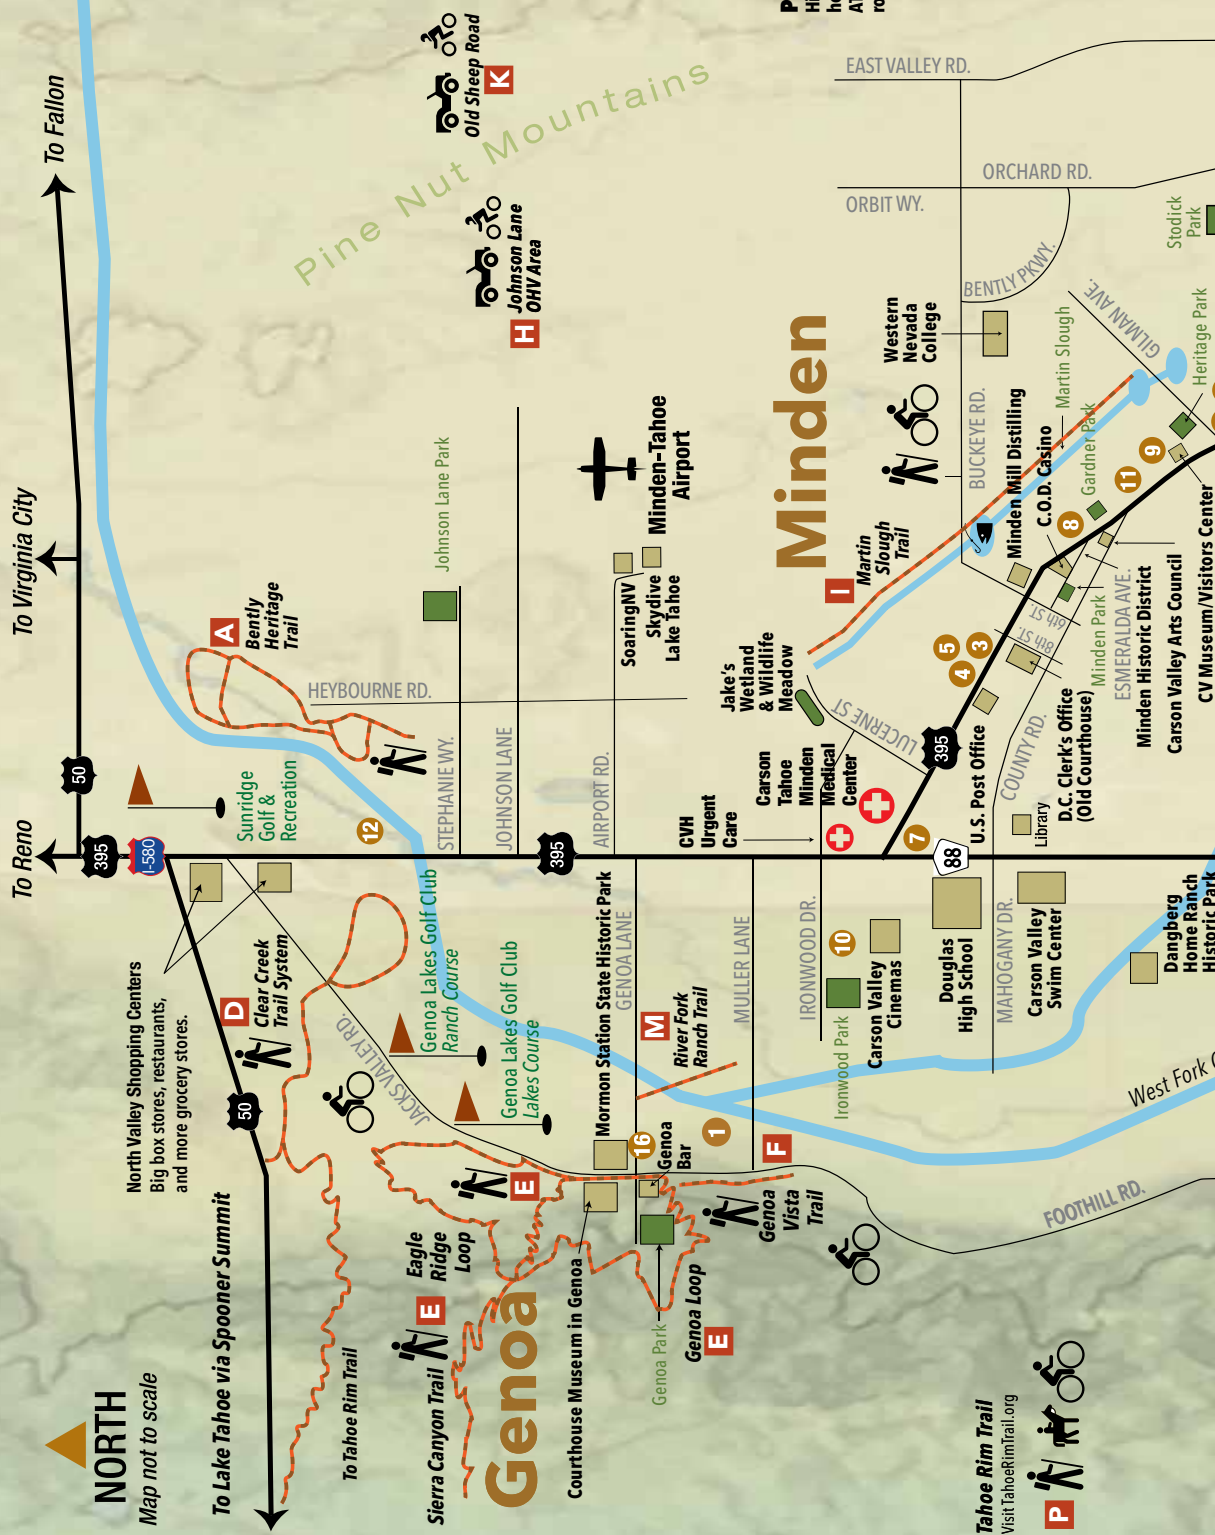 NORTH
Map not to scale
To Lake Tahoe via Spooner Summit
To Reno
To Virginia City
To Fallon
50
395
I-580
North Valley Shopping Centers
Big box stores, restaurants,
and more grocery stores.
50
D
Clear Creek
Trail System
Sunridge
Golf &
Recreation
A
Bently
Heritage
Trail
HEYBOURNE RD.
To Tahoe Rim Trail
JACKS VALLEY RD.
12
Genoa Lakes Golf Club
Ranch Course
Genoa Lakes Golf Club
Lakes Course
STEPHANIE WY.
Johnson Lane Park
JOHNSON LANE
Pine Nut Mountains
Old Sheep Road
K
H
Johnson Lane
OHV Area
Sierra Canyon Trail
E
Eagle
Ridge
Loop
E
Genoa
Courthouse Museum in Genoa
Mormon Station State Historic Park
395
AIRPORT RD.
SoaringNV
Skydive
Lake Tahoe
Minden-Tahoe
Airport
GENOA LANE
16
Genoa
Bar
M
River Fork
Ranch Trail
1
Genoa Park
Genoa Loop
E
Genoa
Vista
Trail
F
MULLER LANE
CVH
Urgent
Care
Jake's
Wetland
& Wildlife
Meadow
Carson
Tahoe
Minden
Medical
Center
Minden
I
Martin
Slough
Trail
LUCERNE ST
IRONWOOD DR.
Ironwood Park
10
Carson Valley
Cinemas
7
395
88
Douglas
High School
MAHOGANY DR.
Carson Valley
Swim Center
U.S. Post Office
4
5
3
Library
COUNTY RD.
D.C. Clerk's Office
(Old Courthouse)
8th ST.
6th ST.
Minden Park
ESMERALDA AVE.
Minden Historic District
Carson Valley Arts Council
CV Museum/Visitors Center
Minden Mill Distilling
C.O.D. Casino
8
Gardner Park
11
9
Martin Slough
Heritage Park
GILMAN AVE.
BUCKEYE RD.
Western
Nevada
College
BENTLY PKWY.
ORBIT WY.
ORCHARD RD.
EAST VALLEY RD.
Stodick
Park
Dangberg
Home Ranch
Historic Park
West Fork
FOOTHILL RD.
Tahoe Rim Trail
Visit TahoeRimTrail.org
P